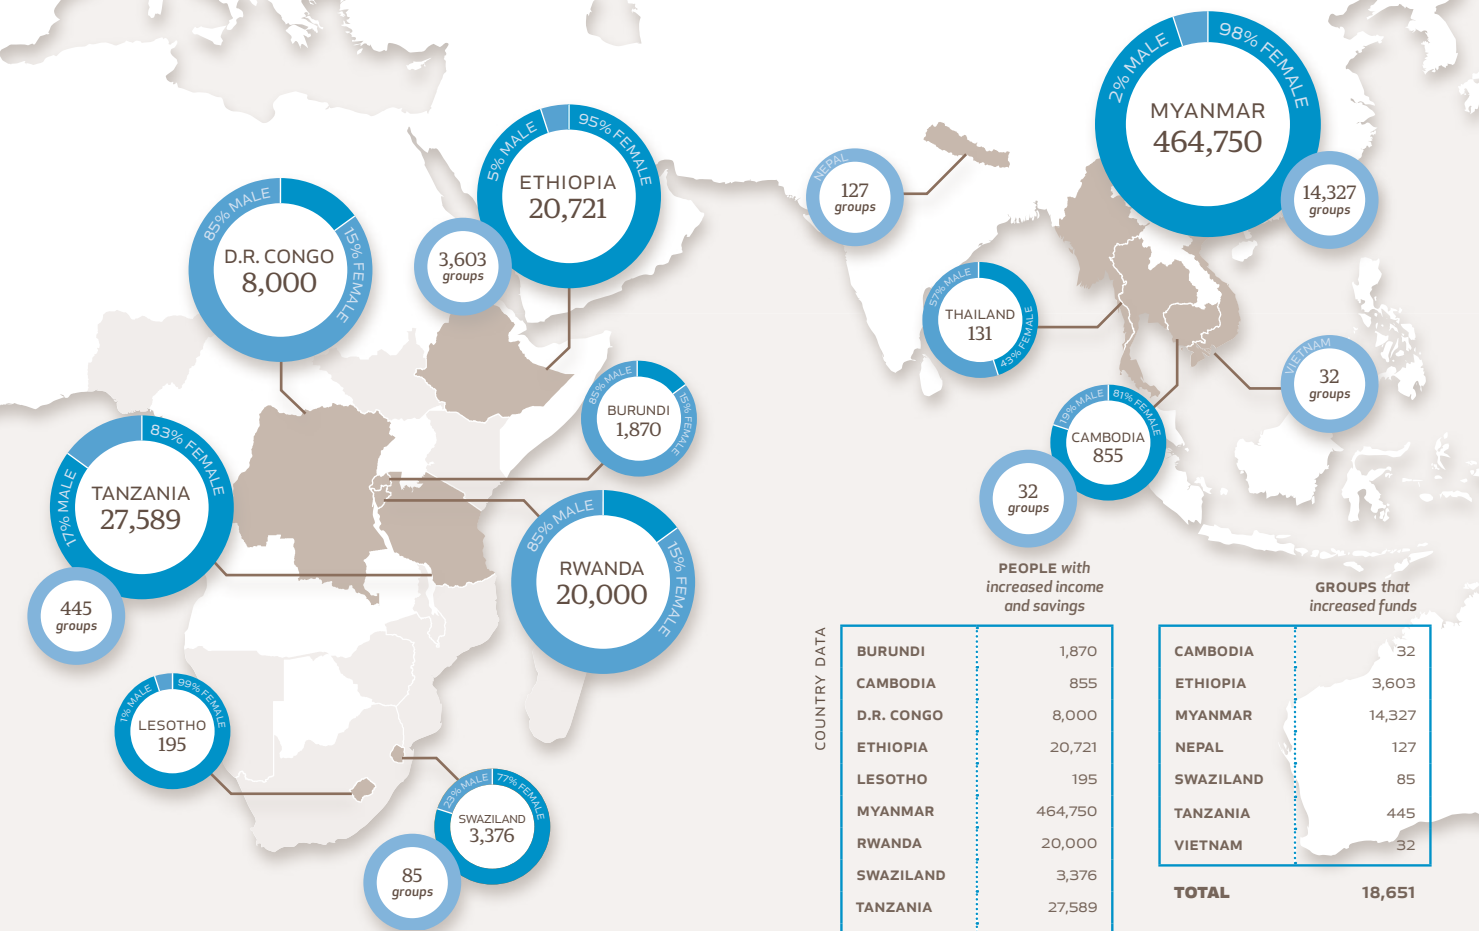 2% MALE
98% FEMALE
MYANMAR
464,750
14,327
groups
5% MALE
95% FEMALE
ETHIOPIA
20,721
3,603
groups
NEPAL
127
groups
85% MALE
15% FEMALE
D.R. CONGO
8,000
57% MALE
43% FEMALE
THAILAND
131
VIETNAM
32
groups
85% MALE
15% FEMALE
BURUNDI
1,870
19% MALE
81% FEMALE
CAMBODIA
855
32
groups
17% MALE
83% FEMALE
TANZANIA
27,589
445
groups
85% MALE
15% FEMALE
RWANDA
20,000
1% MALE
99% FEMALE
LESOTHO
195
23% MALE
77% FEMALE
SWAZILAND
3,376
85
groups
COUNTRY DATA
PEOPLE with
increased income
and savings
BURUNDI 1,870
CAMBODIA 855
D.R. CONGO 8,000
ETHIOPIA 20,721
LESOTHO 195
MYANMAR 464,750
RWANDA 20,000
SWAZILAND 3,376
TANZANIA 27,589
GROUPS that
increased funds
CAMBODIA 32
ETHIOPIA 3,603
MYANMAR 14,327
NEPAL 127
SWAZILAND 85
TANZANIA 445
VIETNAM 32
TOTAL 18,651